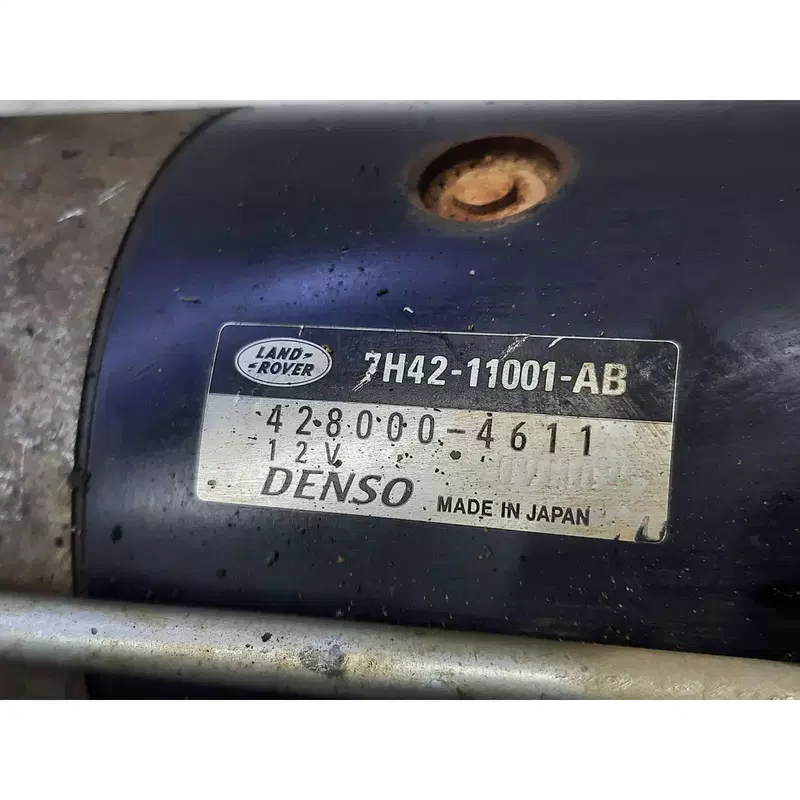 LAND-
-ROVER
7H42-11001-AB
428000-4611
12V
DENSO
MADE IN JAPAN